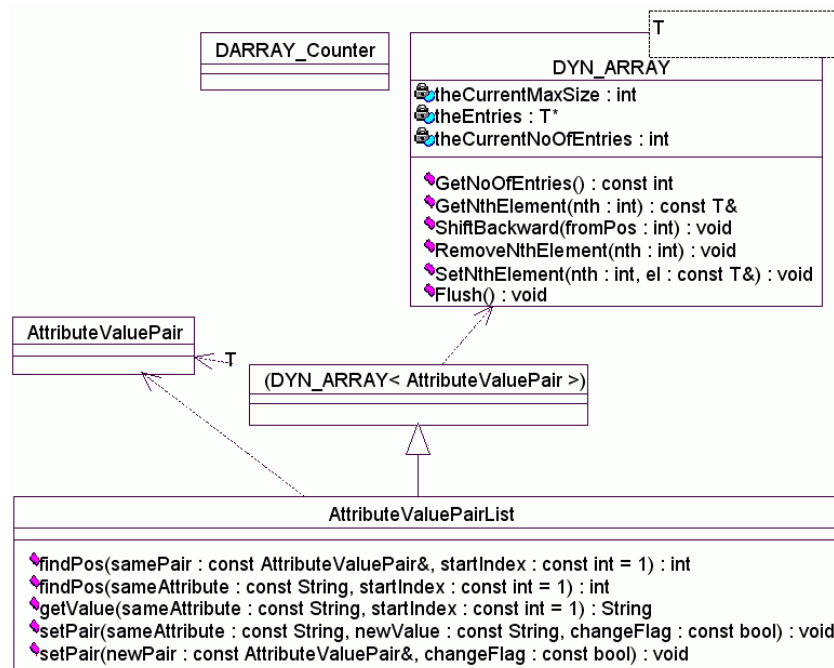 T
DARRAY_Counter
DYN_ARRAY
theCurrentMaxSize : int
theEntries : T*
theCurrentNoOfEntries : int
GetNoOfEntries() : const int
GetNthElement(nth : int) : const T&
ShiftBackward(fromPos : int) : void
RemoveNthElement(nth : int) : void
SetNthElement(nth : int, el : const T&) : void
Flush() : void
AttributeValuePair
T
(DYN_ARRAY< AttributeValuePair >)
AttributeValuePairList
findPos(samePair : const AttributeValuePair&, startIndex : const int = 1) : int
findPos(sameAttribute : const String, startIndex : const int = 1) : int
getValue(sameAttribute : const String, startIndex : const int = 1) : String
setPair(sameAttribute : const String, newValue : const String, changeFlag : const bool) : void
setPair(newPair : const AttributeValuePair&, changeFlag : const bool) : void